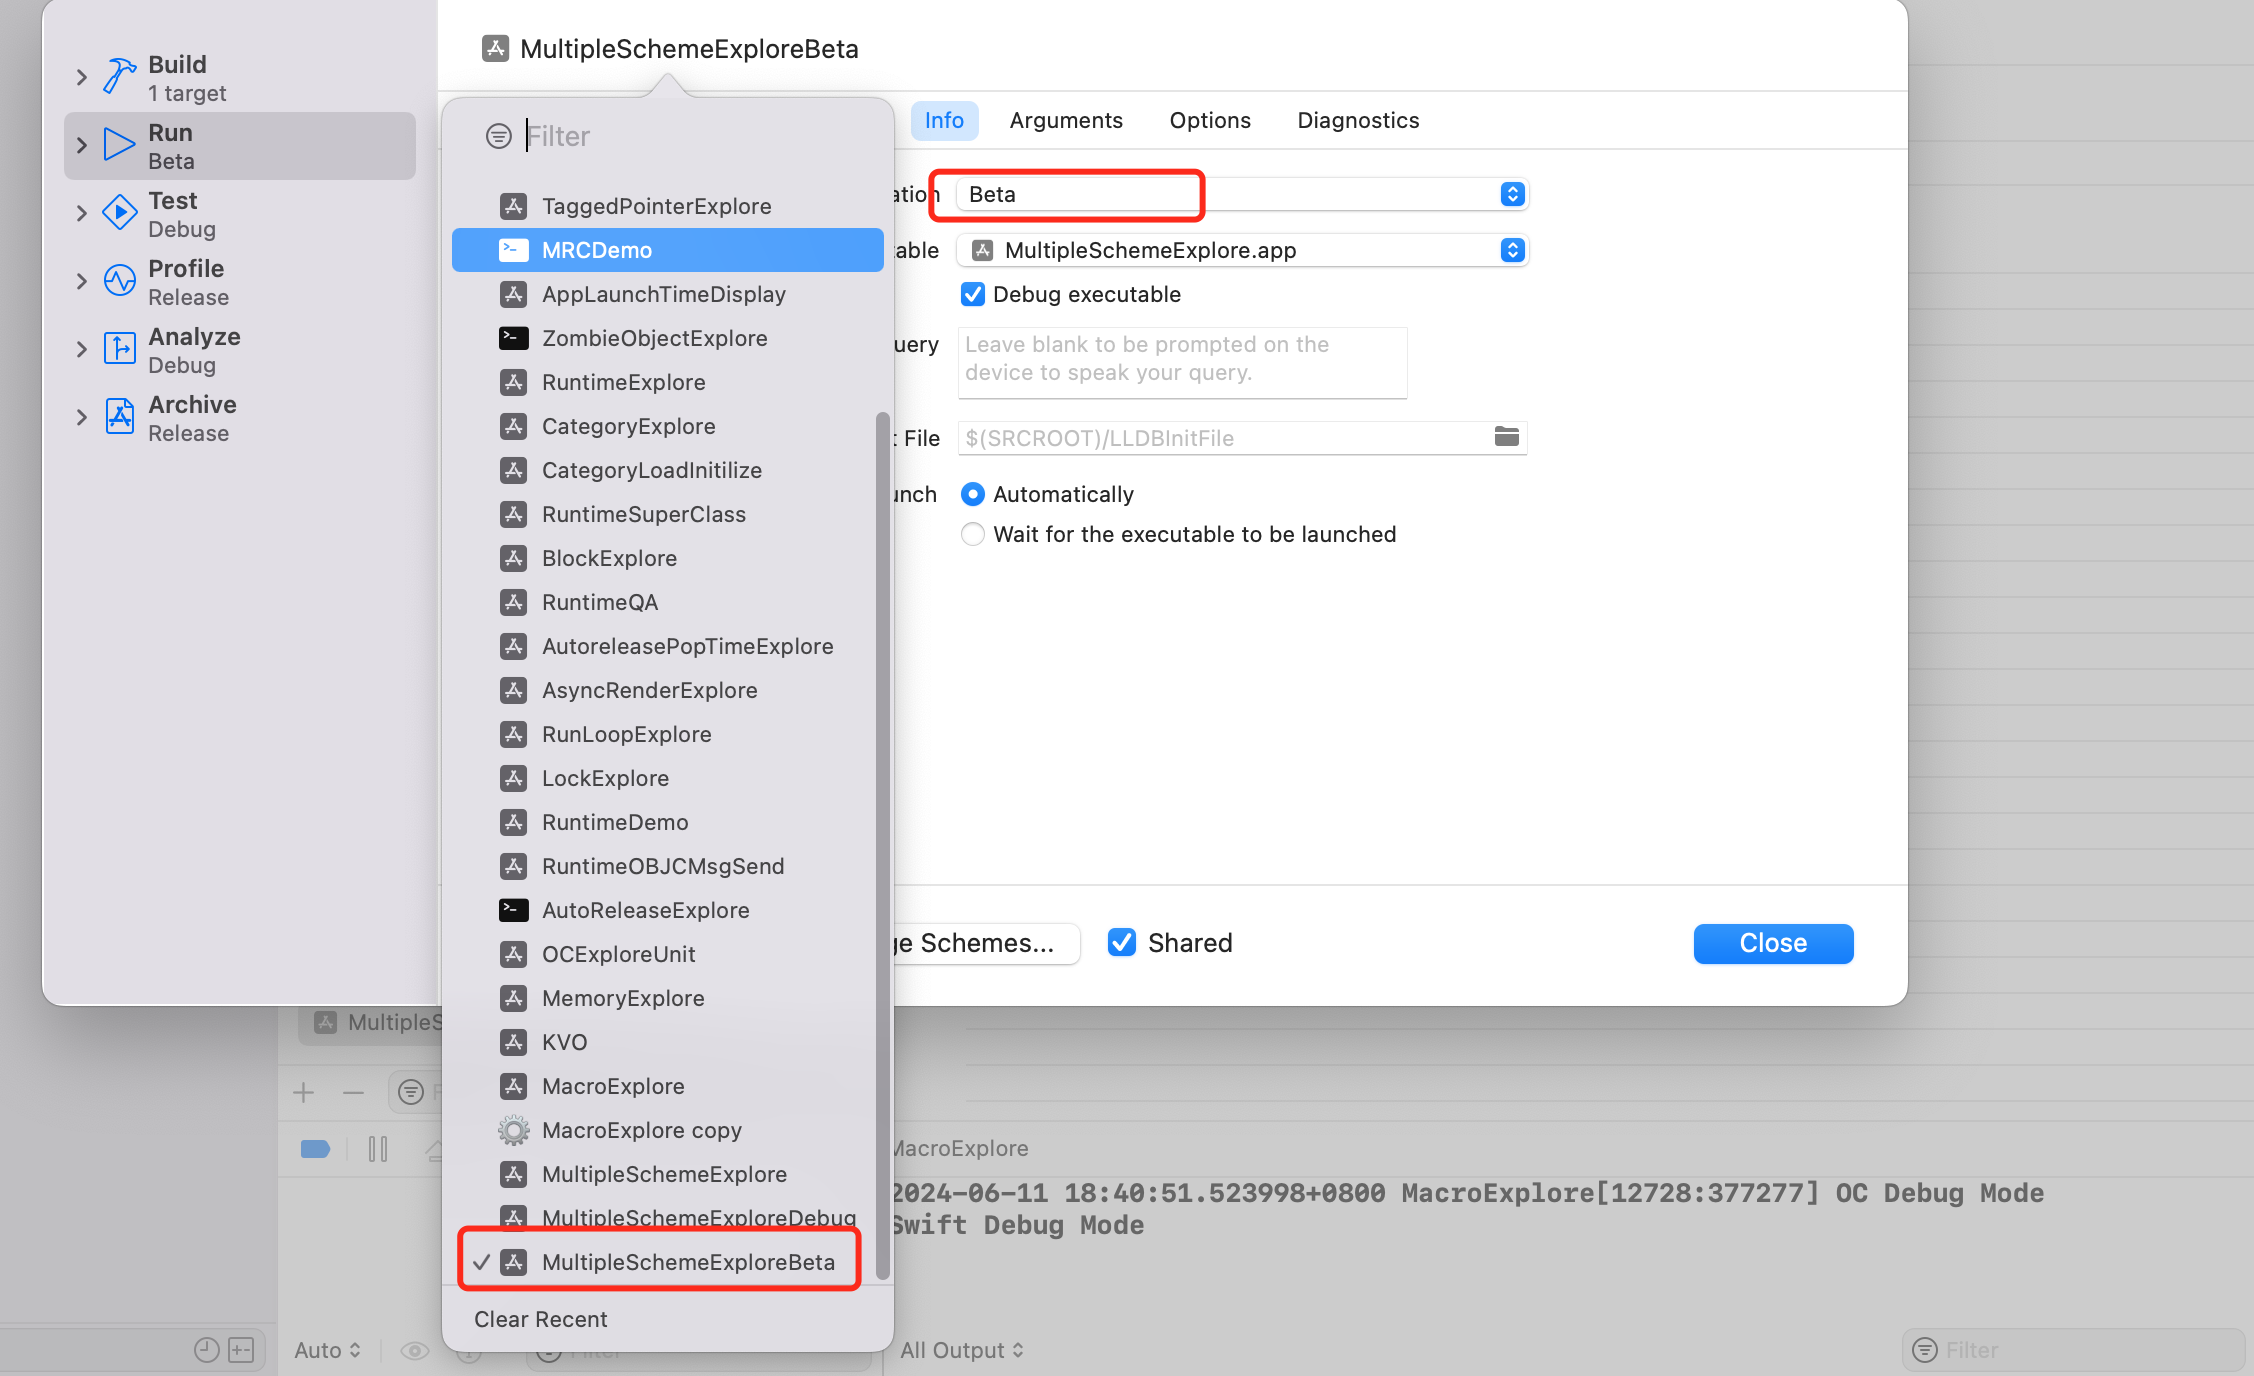 Build
1 target
Run
Beta
Test
Debug
Profile
Release
Analyze
Debug
Archive
Release
MultipleSchemeExploreBeta
Filter
TaggedPointerExplore
MRCDemo
AppLaunchTimeDisplay
ZombieObjectExplore
RuntimeExplore
CategoryExplore
CategoryLoadInitilize
RuntimeSuperClass
BlockExplore
RuntimeQA
AutoreleasePopTimeExplore
AsyncRenderExplore
RunLoopExplore
LockExplore
RuntimeDemo
RuntimeOBJCMsgSend
AutoReleaseExplore
OCExploreUnit
MemoryExplore
KVO
MacroExplore
MacroExplore copy
MultipleSchemeExplore
MultipleSchemeExploreDebug
MultipleSchemeExploreBeta
Clear Recent
Info Arguments Options Diagnostics
ation Beta
able MultipleSchemeExplore.app
Debug executable
uery Leave blank to be prompted on the
device to speak your query.
t File $(SRCROOT)/LLDBInitFile
unch Automatically
Wait for the executable to be launched
ge Schemes... Shared Close
MultipleS
F
MacroExplore
2024-06-11 18:40:51.523998+0800 MacroExplore[12728:377277] OC Debug Mode
Swift Debug Mode
Auto Filter All Output Filter